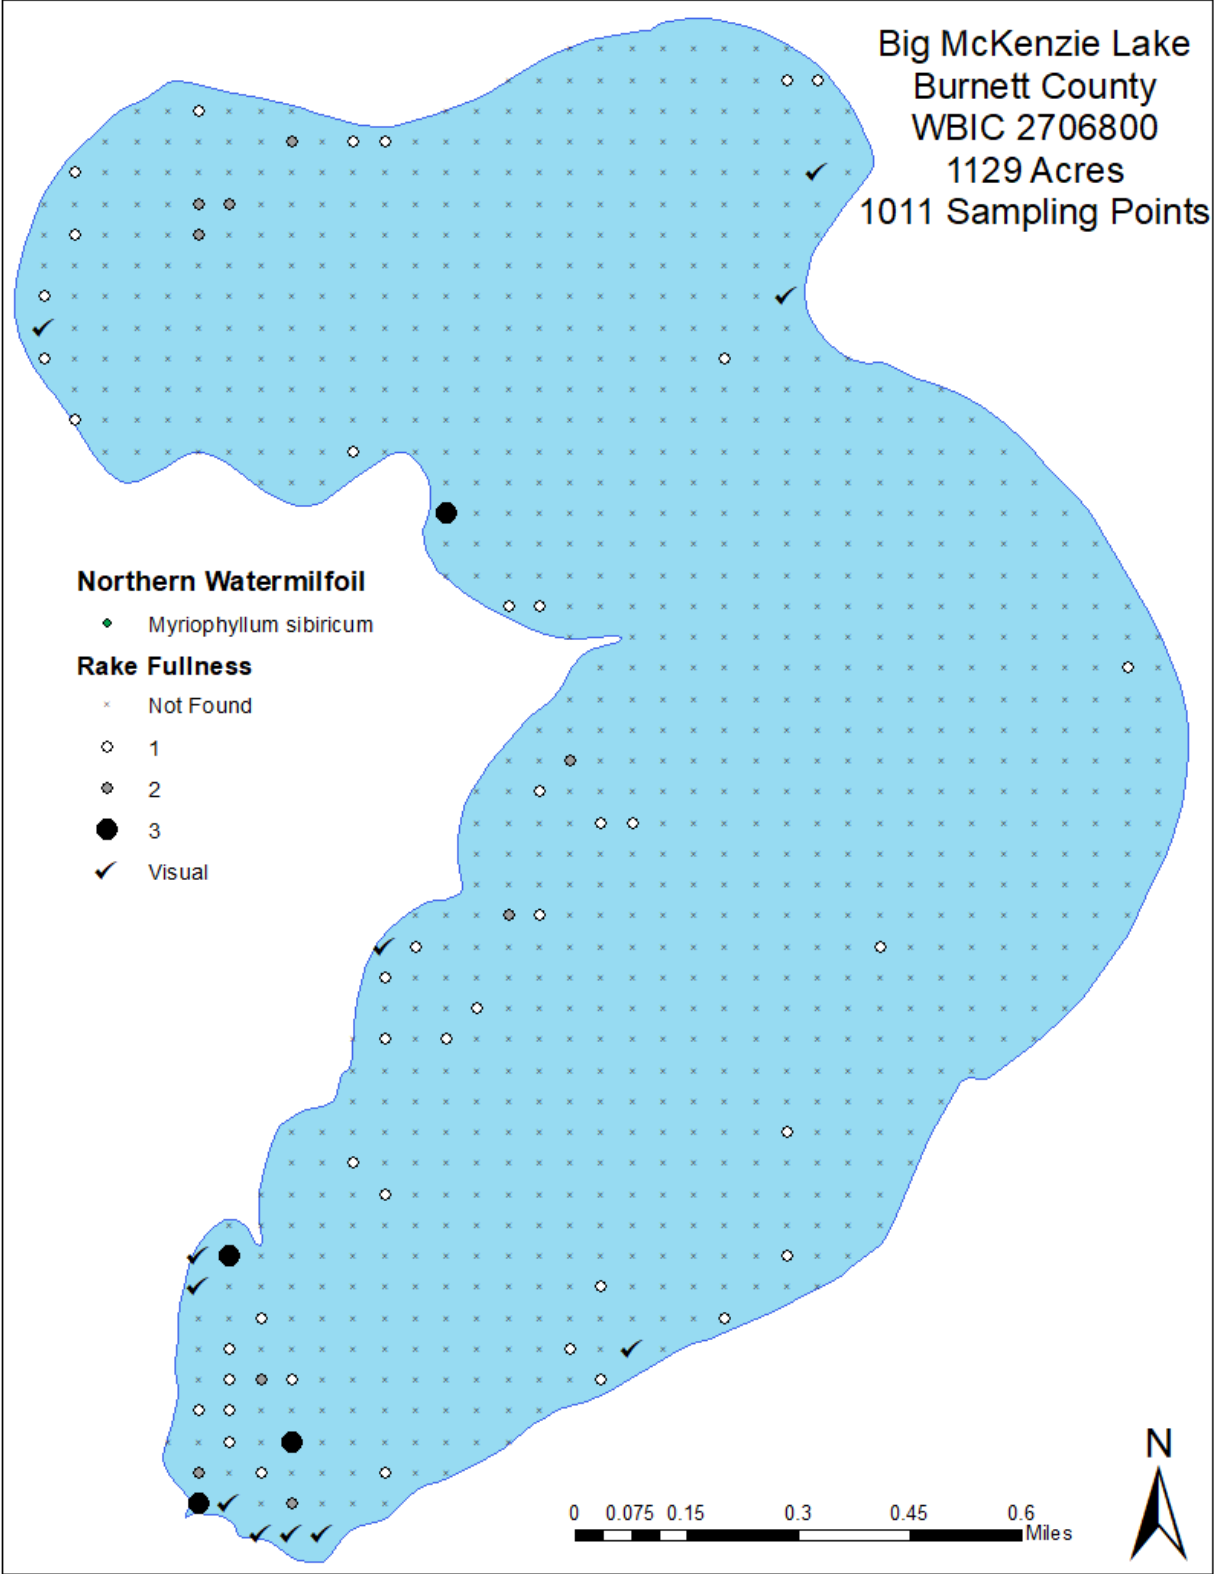 Big McKenzie Lake
Burnett County
WBIC 2706800
1129 Acres
1011 Sampling Points
Northern Watermilfoil
Myriophyllum sibiricum
Rake Fullness
Not Found
1
2
3
Visual
N
0 0.075 0.15 0.3 0.45 0.6
Miles